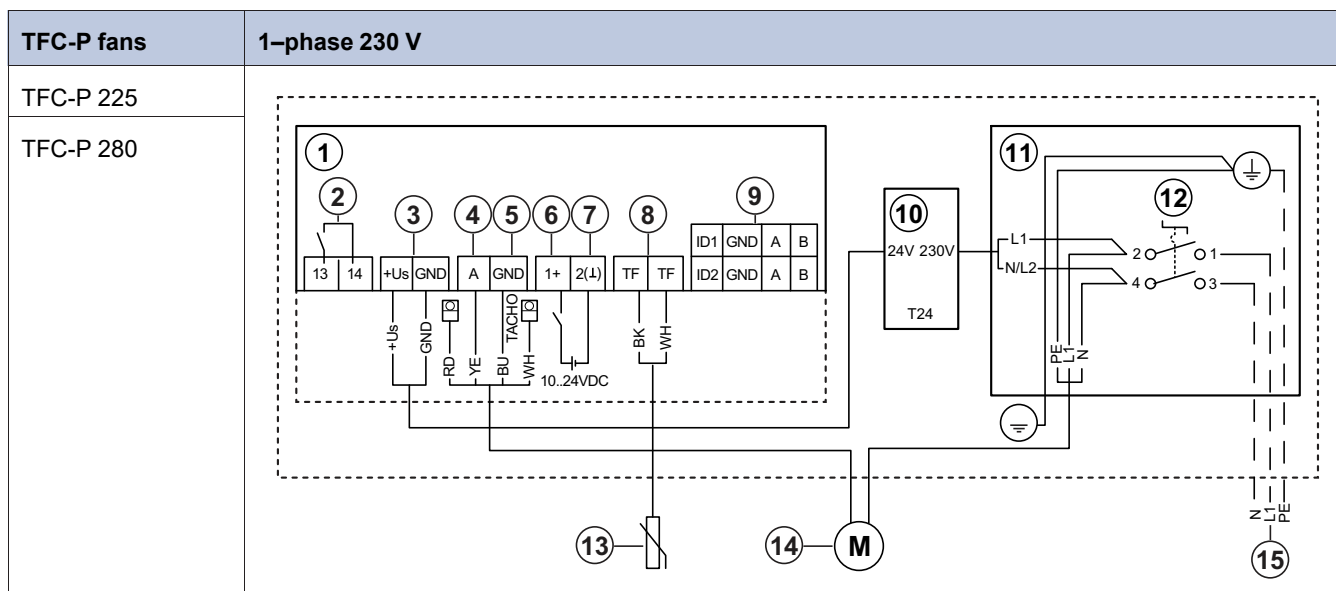 TFC-P fans 1–phase 230 V
TFC-P 225
TFC-P 280
1
11
2 3 4 5 6 7 8 9 10 12
ID1 GND A B
13 14 +Us GND A GND 1+ 2(⊥) TF TF ID2 GND A B
24V 230V
L1
N/L2
2 1
4 3
T24
+Us GND RD YE BU TACHO WH BK WH
10..24VDC
PE L1 N
N L1 PE
13 14 M 15